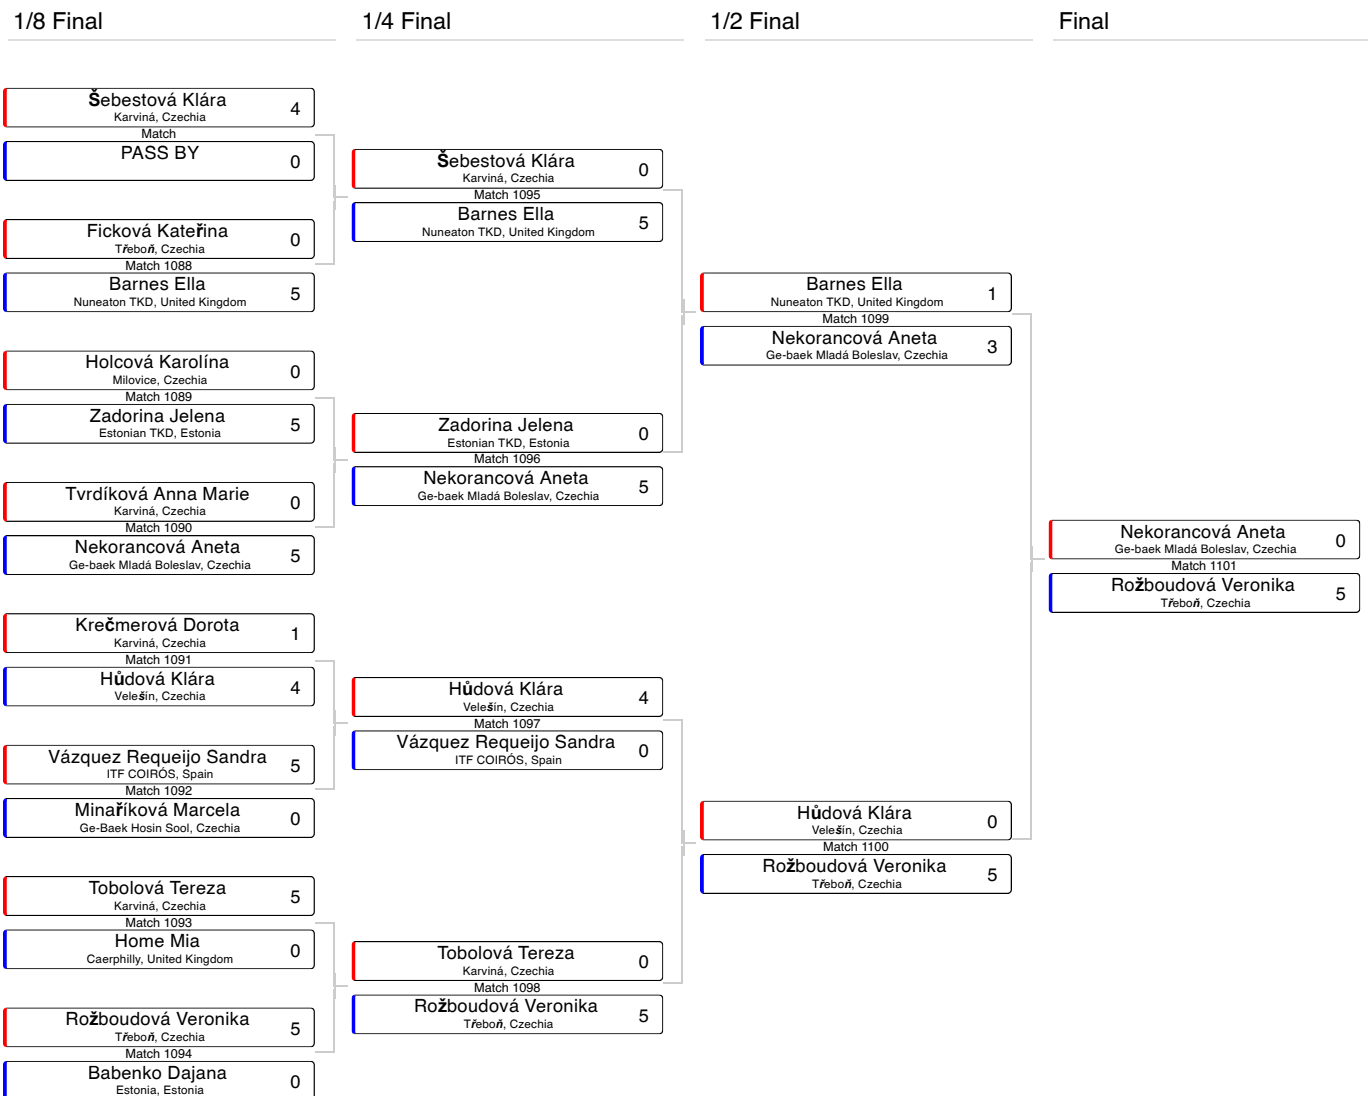 1/8 Final
1/4 Final
1/2 Final
Final
Šebestová Klára
Karviná, Czechia
4
Match
PASS BY
0
Ficková Kateřina
Třeboň, Czechia
0
Match 1088
Barnes Ella
Nuneaton TKD, United Kingdom
5
Holcová Karolína
Milovice, Czechia
0
Match 1089
Zadorina Jelena
Estonian TKD, Estonia
5
Tvrdíková Anna Marie
Karviná, Czechia
0
Match 1090
Nekorancová Aneta
Ge-baek Mladá Boleslav, Czechia
5
Krečmerová Dorota
Karviná, Czechia
1
Match 1091
Hůdová Klára
Velešín, Czechia
4
Vázquez Requeijo Sandra
ITF COIRÓS, Spain
5
Match 1092
Minaříková Marcela
Ge-Baek Hosin Sool, Czechia
0
Tobolová Tereza
Karviná, Czechia
5
Match 1093
Home Mia
Caerphilly, United Kingdom
0
Rožboudová Veronika
Třeboň, Czechia
5
Match 1094
Babenko Dajana
Estonia, Estonia
0
Šebestová Klára
Karviná, Czechia
0
Match 1095
Barnes Ella
Nuneaton TKD, United Kingdom
5
Zadorina Jelena
Estonian TKD, Estonia
0
Match 1096
Nekorancová Aneta
Ge-baek Mladá Boleslav, Czechia
5
Hůdová Klára
Velešín, Czechia
4
Match 1097
Vázquez Requeijo Sandra
ITF COIRÓS, Spain
0
Tobolová Tereza
Karviná, Czechia
0
Match 1098
Rožboudová Veronika
Třeboň, Czechia
5
Barnes Ella
Nuneaton TKD, United Kingdom
1
Match 1099
Nekorancová Aneta
Ge-baek Mladá Boleslav, Czechia
3
Hůdová Klára
Velešín, Czechia
0
Match 1100
Rožboudová Veronika
Třeboň, Czechia
5
Nekorancová Aneta
Ge-baek Mladá Boleslav, Czechia
0
Match 1101
Rožboudová Veronika
Třeboň, Czechia
5